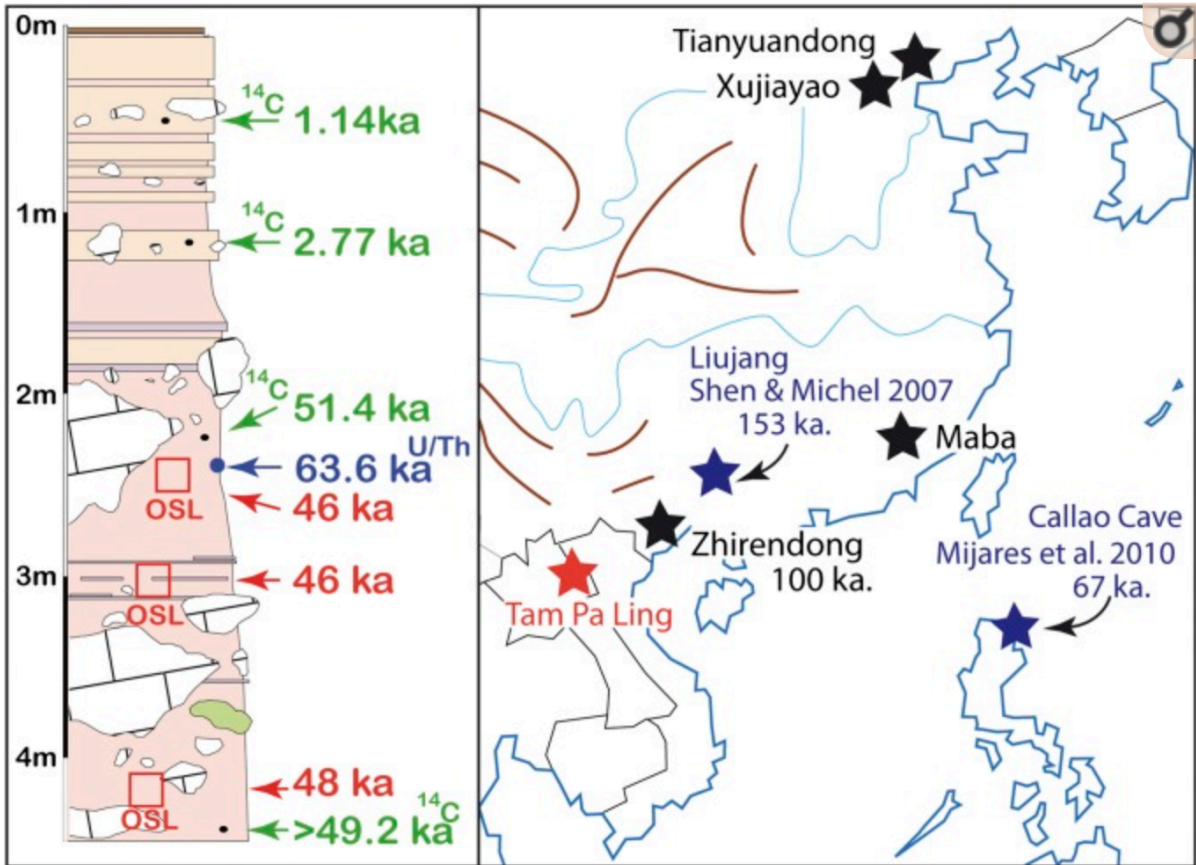 0m
14C
1.14ka
1m
14C
2.77 ka
2m
14C
51.4 ka
U/Th
63.6 ka
OSL
46 ka
3m
46 ka
OSL
4m
48 ka
OSL
14C
>49.2 ka
Tianyuandong
Xujiayao
Liujang
Shen & Michel 2007
153 ka.
Maba
Callao Cave
Mijares et al. 2010
67 ka.
Zhirendong
100 ka.
Tam Pa Ling